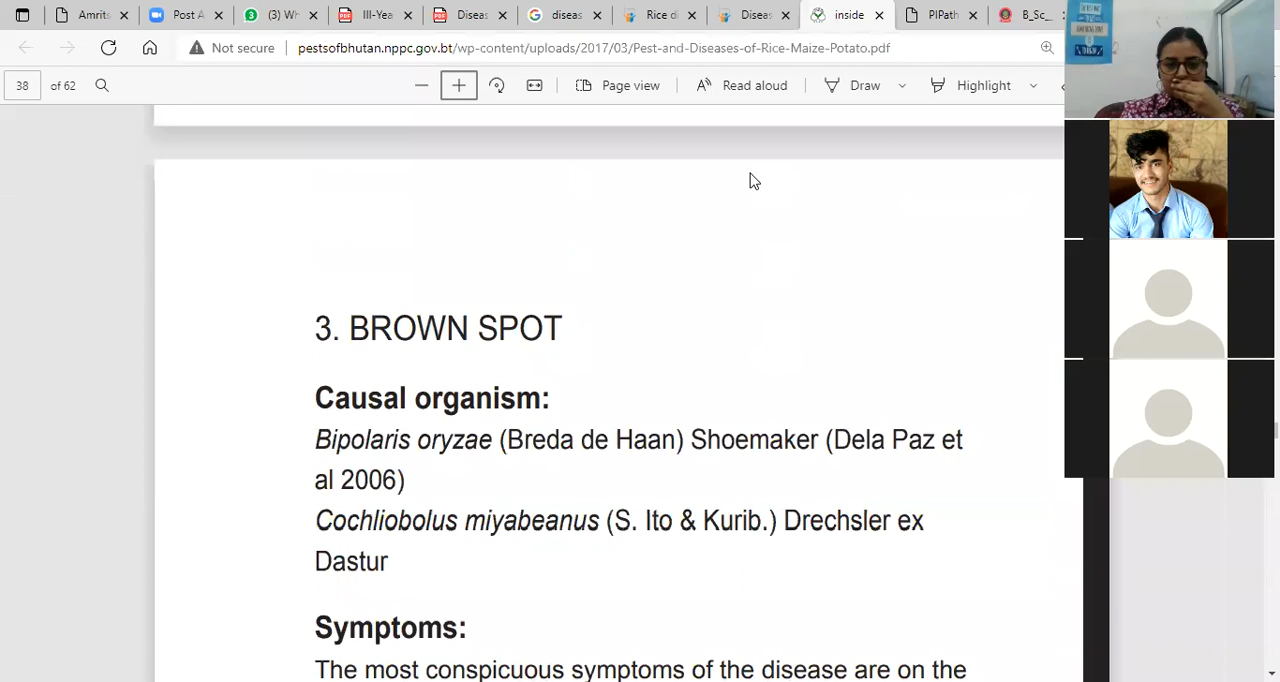 Amrits
Post A
(3) Wh
III-Yea
Diseas
diseas
Rice di
Diseas
inside
PlPath
B_Sc_
Not secure
pestsofbhutan.nppc.gov.bt/wp-content/uploads/2017/03/Pest-and-Diseases-of-Rice-Maize-Potato.pdf
38 of 62
Page view
Read aloud
Draw
Highlight
3. BROWN SPOT
Causal organism:
Bipolaris oryzae (Breda de Haan) Shoemaker (Dela Paz et
al 2006)
Cochliobolus miyabeanus (S. Ito & Kurib.) Drechsler ex
Dastur
Symptoms:
The most conspicuous symptoms of the disease are on the